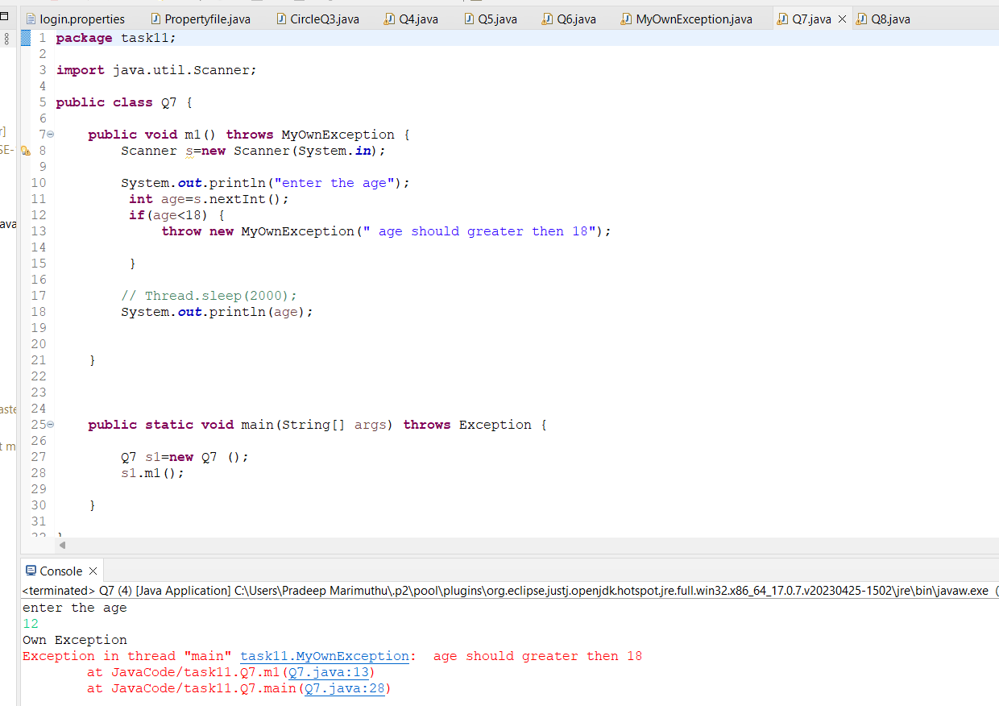 login.properties Propertyfile.java CircleQ3.java Q4.java Q5.java Q6.java MyOwnException.java Q7.java Q8.java
1 package task11;
2
3 import java.util.Scanner;
4
5 public class Q7 {
6
7 public void m1() throws MyOwnException {
8 Scanner s=new Scanner(System.in);
9
10 System.out.println("enter the age");
11 int age=s.nextInt();
12 if(age<18) {
13 throw new MyOwnException(" age should greater then 18");
14
15 }
16
17 // Thread.sleep(2000);
18 System.out.println(age);
19
20
21 }
22
23
24
25 public static void main(String[] args) throws Exception {
26
27 Q7 s1=new Q7 ();
28 s1.m1();
29
30 }
31
32 }
r]
SE-
ava
aste
t m
Console
<terminated> Q7 (4) [Java Application] C:\Users\Pradeep Marimuthu\.p2\pool\plugins\org.eclipse.justj.openjdk.hotspot.jre.full.win32.x86_64_17.0.7.v20230425-1502\jre\bin\javaw.exe (
enter the age
12
Own Exception
Exception in thread "main" task11.MyOwnException:  age should greater then 18
at JavaCode/task11.Q7.m1(Q7.java:13)
at JavaCode/task11.Q7.main(Q7.java:28)